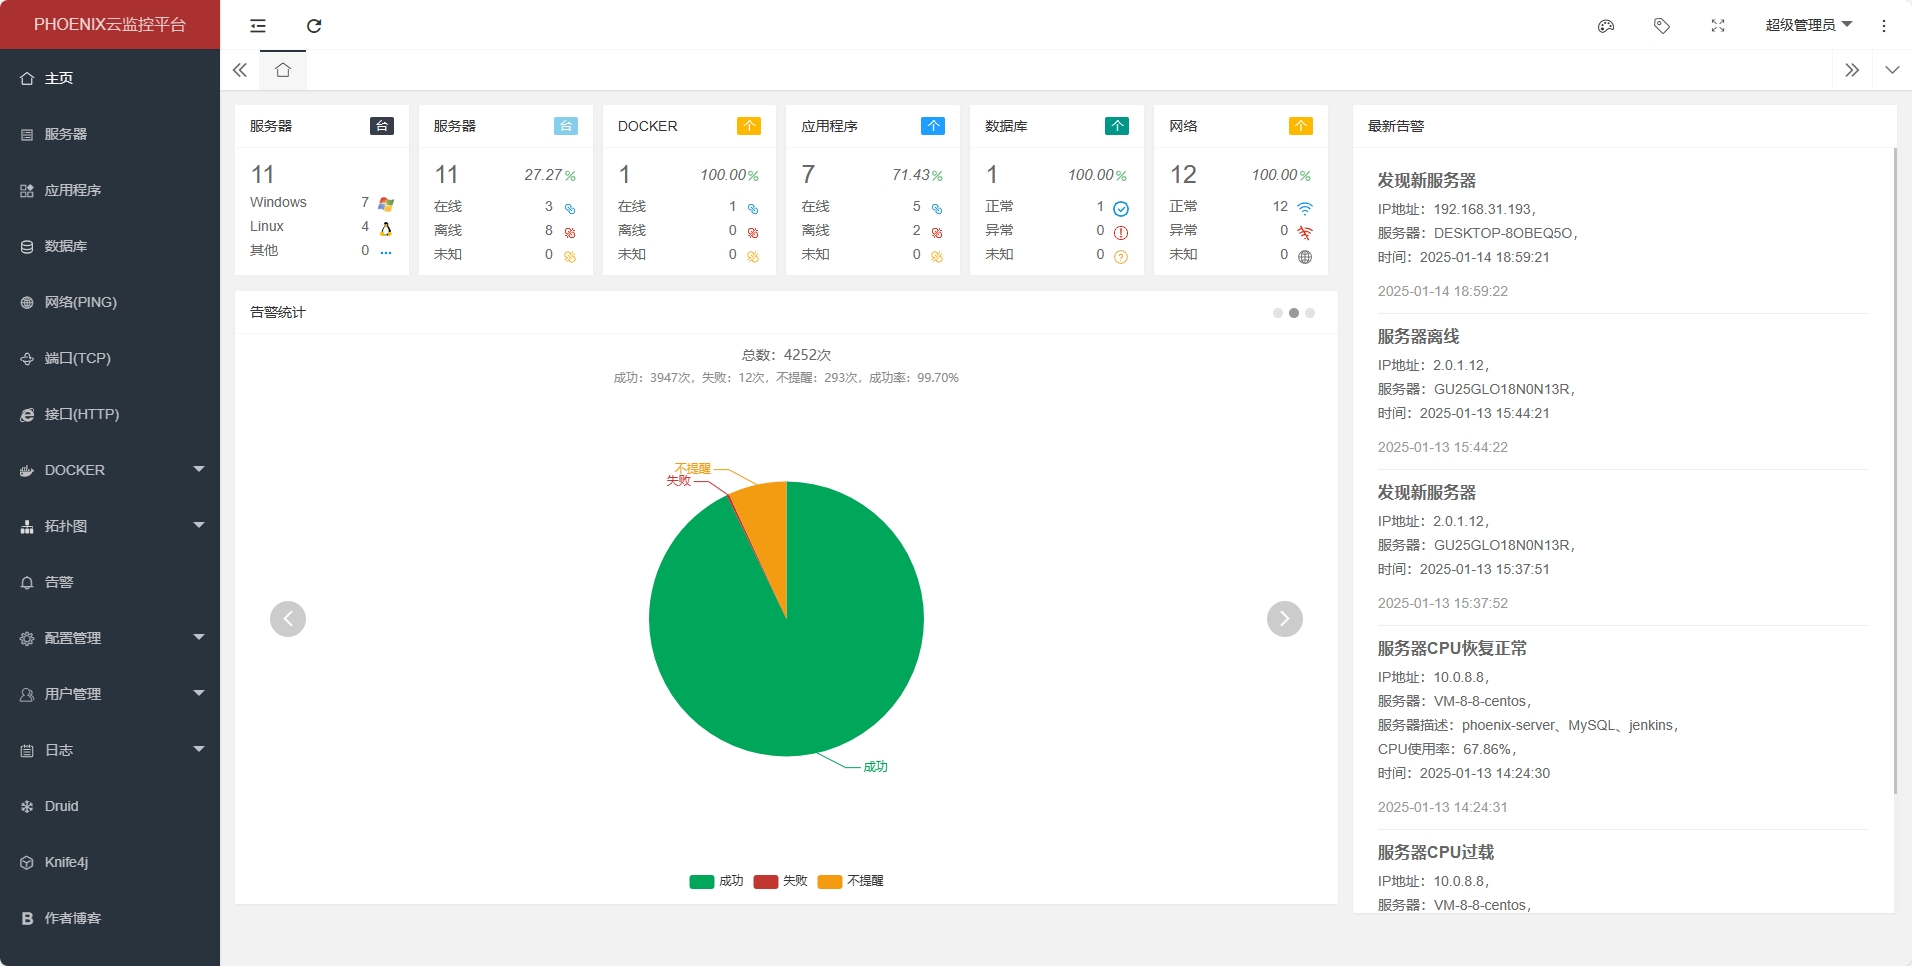 PHOENIX云监控平台
超级管理员
主页
服务器
应用程序
数据库
网络(PING)
端口(TCP)
接口(HTTP)
DOCKER
拓扑图
告警
配置管理
用户管理
日志
Druid
Knife4j
B 作者博客
服务器 台
11
Windows 7
Linux 4
其他 0
服务器 台
11 27.27%
在线 3
离线 8
未知 0
DOCKER 个
1 100.00%
在线 1
离线 0
未知 0
应用程序 个
7 71.43%
在线 5
离线 2
未知 0
数据库 个
1 100.00%
正常 1
异常 0
未知 0
网络 个
12 100.00%
正常 12
异常 0
未知 0
告警统计
总数：4252次
成功：3947次，失败：12次，不提醒：293次，成功率：99.70%
不提醒
失败
成功
成功 失败 不提醒
最新告警
发现新服务器
IP地址：192.168.31.193，
服务器：DESKTOP-8OBEQ5O，
时间：2025-01-14 18:59:21
2025-01-14 18:59:22
服务器离线
IP地址：2.0.1.12，
服务器：GU25GLO18N0N13R，
时间：2025-01-13 15:44:21
2025-01-13 15:44:22
发现新服务器
IP地址：2.0.1.12，
服务器：GU25GLO18N0N13R，
时间：2025-01-13 15:37:51
2025-01-13 15:37:52
服务器CPU恢复正常
IP地址：10.0.8.8，
服务器：VM-8-8-centos，
服务器描述：phoenix-server、MySQL、jenkins，
CPU使用率：67.86%，
时间：2025-01-13 14:24:30
2025-01-13 14:24:31
服务器CPU过载
IP地址：10.0.8.8，
服务器：VM-8-8-centos，